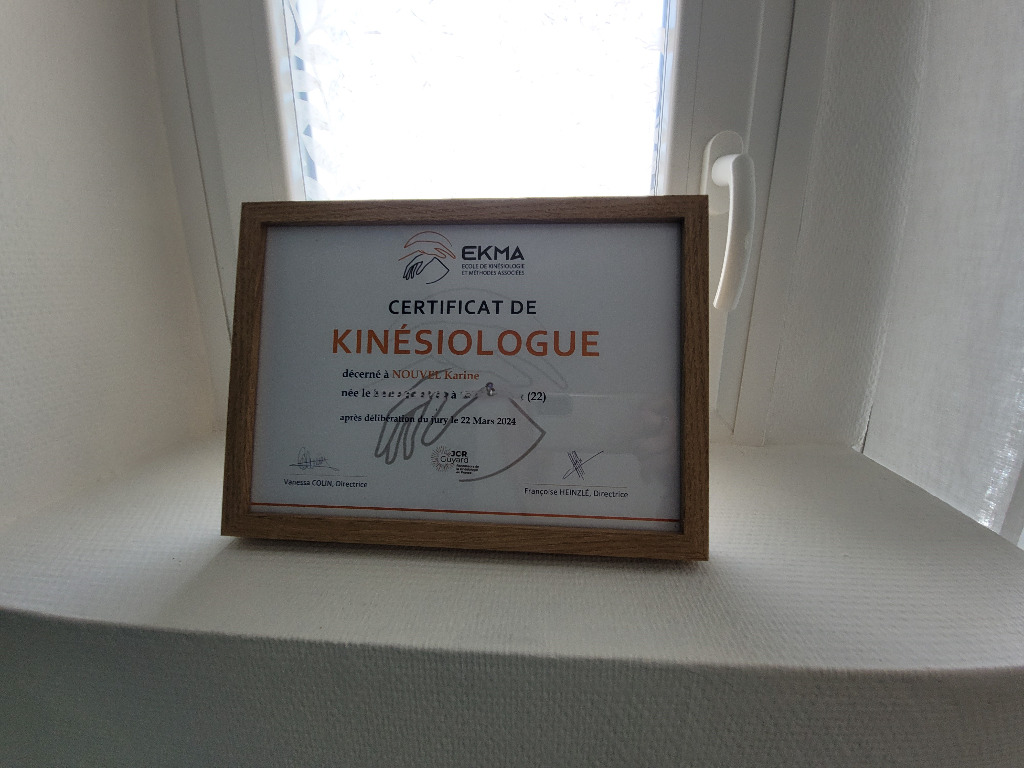 EKMA
ECOLE DE KINÉSIOLOGIE
ET MÉTHODES ASSOCIÉES
CERTIFICAT DE
KINÉSIOLOGUE
décerné à NOUVEL Karine
née le à (22)
après délibération du jury le 22 Mars 2024
JCR
Guyard
Vanessa COLIN, Directrice
Françoise HEINZLÉ, Directrice